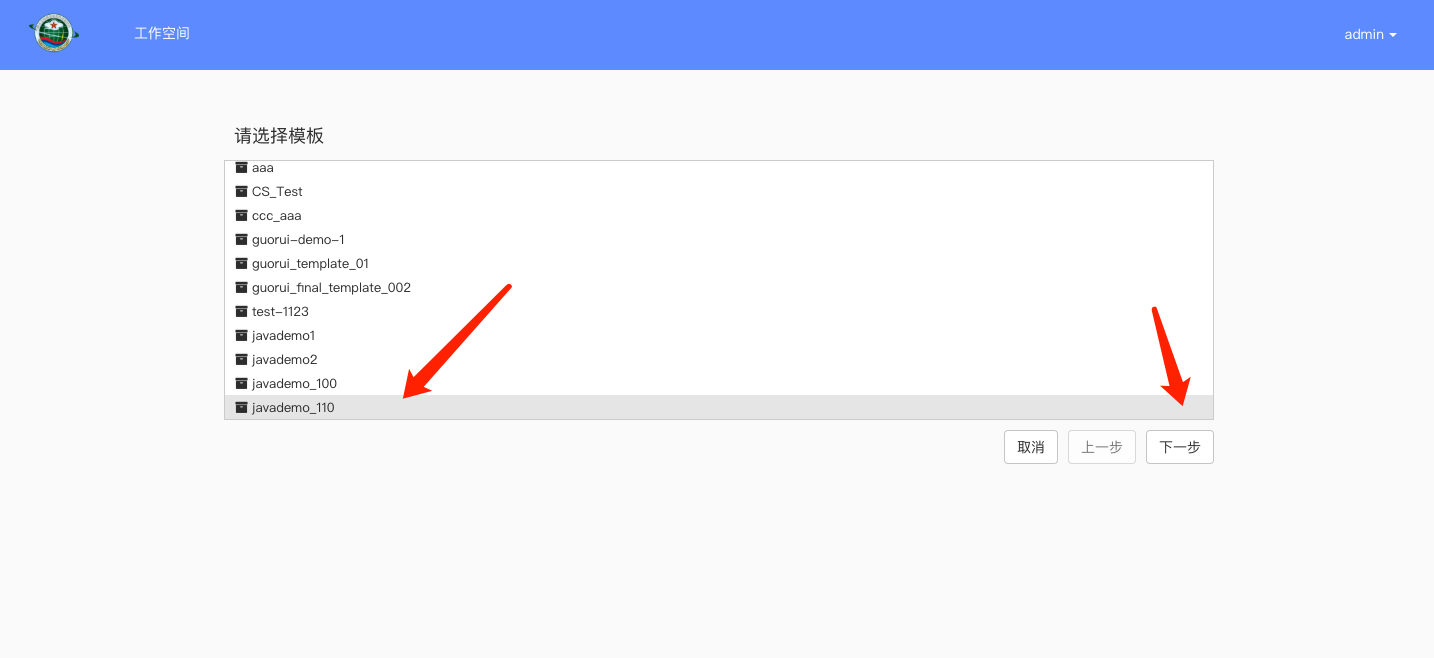 工作空间
admin
请选择模板
aaa
CS_Test
ccc_aaa
guorui-demo-1
guorui_template_01
guorui_final_template_002
test-1123
javademo1
javademo2
javademo_100
javademo_110
取消
上一步
下一步